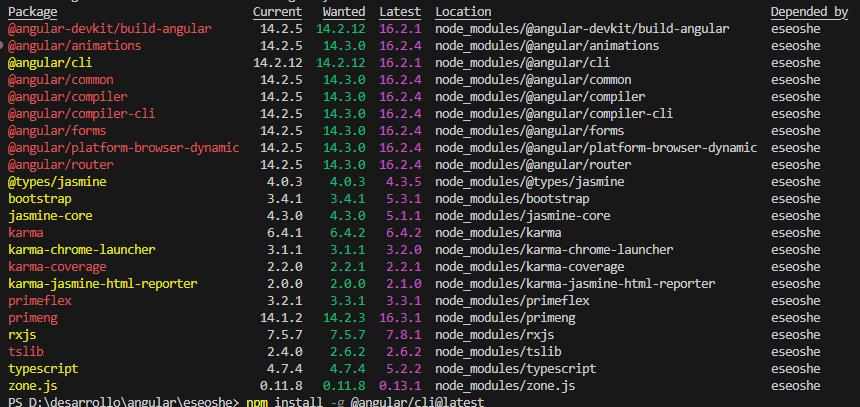 Package Current Wanted Latest Location Depended by
@angular-devkit/build-angular 14.2.5 14.2.12 16.2.1 node_modules/@angular-devkit/build-angular eseoshe
@angular/animations 14.2.5 14.3.0 16.2.4 node_modules/@angular/animations eseoshe
@angular/cli 14.2.12 14.2.12 16.2.1 node_modules/@angular/cli eseoshe
@angular/common 14.2.5 14.3.0 16.2.4 node_modules/@angular/common eseoshe
@angular/compiler 14.2.5 14.3.0 16.2.4 node_modules/@angular/compiler eseoshe
@angular/compiler-cli 14.2.5 14.3.0 16.2.4 node_modules/@angular/compiler-cli eseoshe
@angular/forms 14.2.5 14.3.0 16.2.4 node_modules/@angular/forms eseoshe
@angular/platform-browser-dynamic 14.2.5 14.3.0 16.2.4 node_modules/@angular/platform-browser-dynamic eseoshe
@angular/router 14.2.5 14.3.0 16.2.4 node_modules/@angular/router eseoshe
@types/jasmine 4.0.3 4.0.3 4.3.5 node_modules/@types/jasmine eseoshe
bootstrap 3.4.1 3.4.1 5.3.1 node_modules/bootstrap eseoshe
jasmine-core 4.3.0 4.3.0 5.1.1 node_modules/jasmine-core eseoshe
karma 6.4.1 6.4.2 6.4.2 node_modules/karma eseoshe
karma-chrome-launcher 3.1.1 3.1.1 3.2.0 node_modules/karma-chrome-launcher eseoshe
karma-coverage 2.2.0 2.2.1 2.2.1 node_modules/karma-coverage eseoshe
karma-jasmine-html-reporter 2.0.0 2.0.0 2.1.0 node_modules/karma-jasmine-html-reporter eseoshe
primeflex 3.2.1 3.3.1 3.3.1 node_modules/primeflex eseoshe
primeng 14.1.2 14.2.3 16.3.1 node_modules/primeng eseoshe
rxjs 7.5.7 7.5.7 7.8.1 node_modules/rxjs eseoshe
tslib 2.4.0 2.6.2 2.6.2 node_modules/tslib eseoshe
typescript 4.7.4 4.7.4 5.2.2 node_modules/typescript eseoshe
zone.js 0.11.8 0.11.8 0.13.1 node_modules/zone.js eseoshe
PS D:\desarrollo\angular\eseoshe> npm install -g @angular/cli@latest